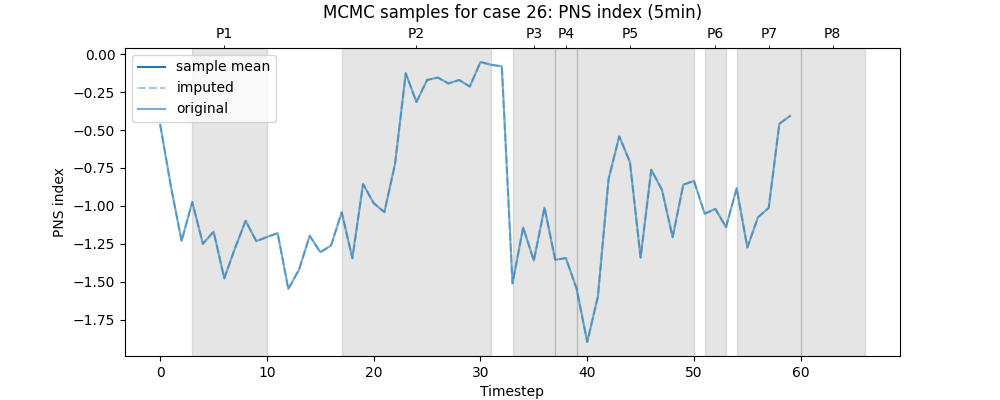 MCMC samples for case 26: PNS index (5min)
P1 P2 P3 P4 P5 P6 P7 P8
sample mean
imputed
original
0.00
−0.25
−0.50
−0.75
−1.00
−1.25
−1.50
−1.75
PNS index
0 10 20 30 40 50 60
Timestep